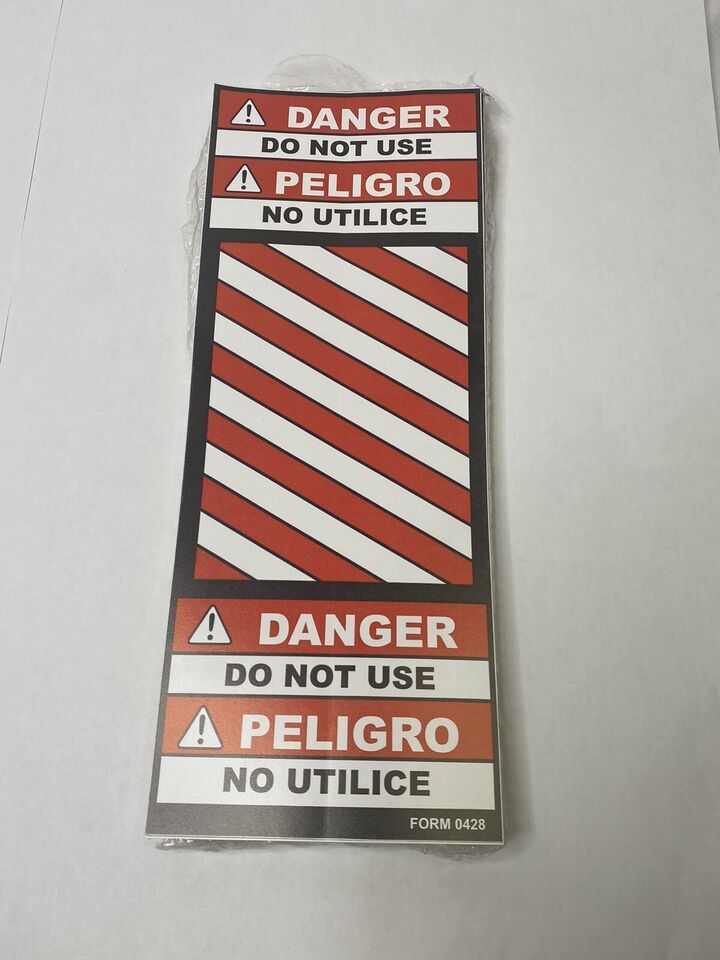 DANGER
DO NOT USE
PELIGRO
NO UTILICE
DANGER
DO NOT USE
PELIGRO
NO UTILICE
FORM 0428